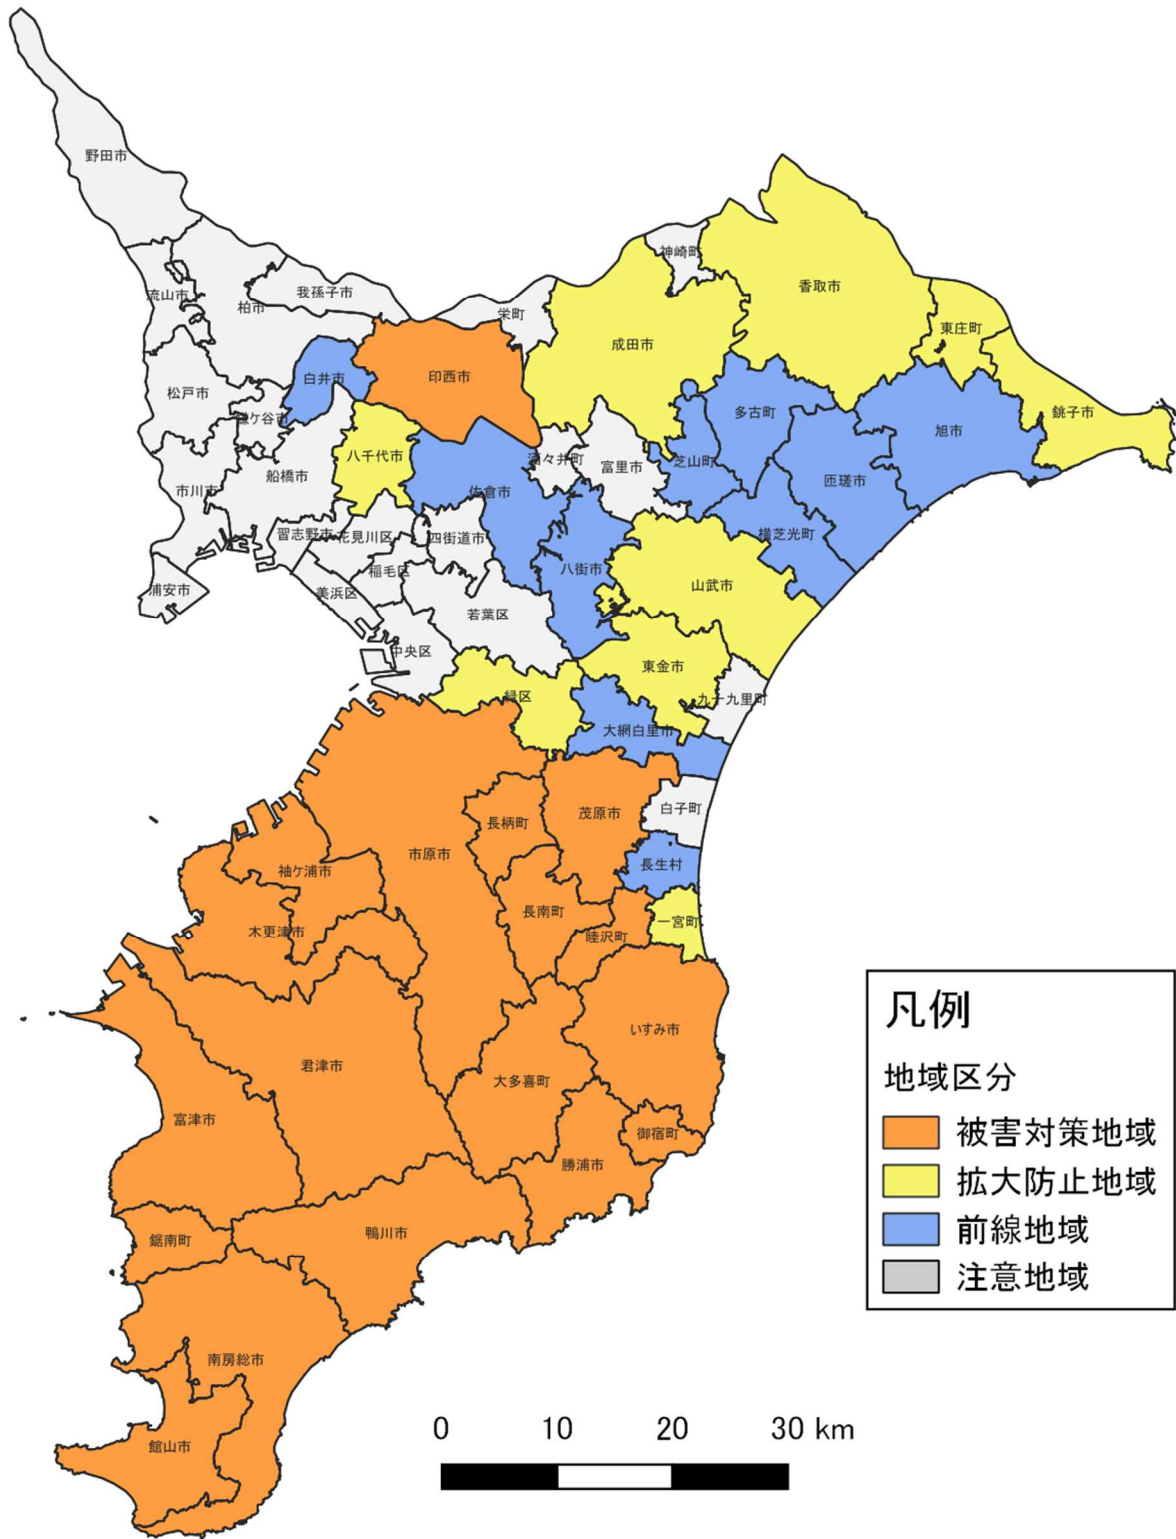 野田市
神崎町
流山市
柏市
我孫子市
栄町
香取市
東庄町
成田市
松戸市
白井市
印西市
鎌ケ谷市
多古町
銚子市
旭市
八千代市
酒々井町
富里市
芝山町
船橋市
市川市
佐倉市
匝瑳市
習志野市
花見川区
四街道市
横芝光町
八街市
稲毛区
浦安市
美浜区
山武市
若葉区
中央区
東金市
緑区
九十九里町
大網白里市
白子町
茂原市
長柄町
市原市
長生村
袖ケ浦市
長南町
一宮町
木更津市
睦沢町
いすみ市
君津市
大多喜町
富津市
御宿町
勝浦市
鴨川市
鋸南町
南房総市
館山市
凡例
地域区分
被害対策地域
拡大防止地域
前線地域
注意地域
0 10 20 30 km